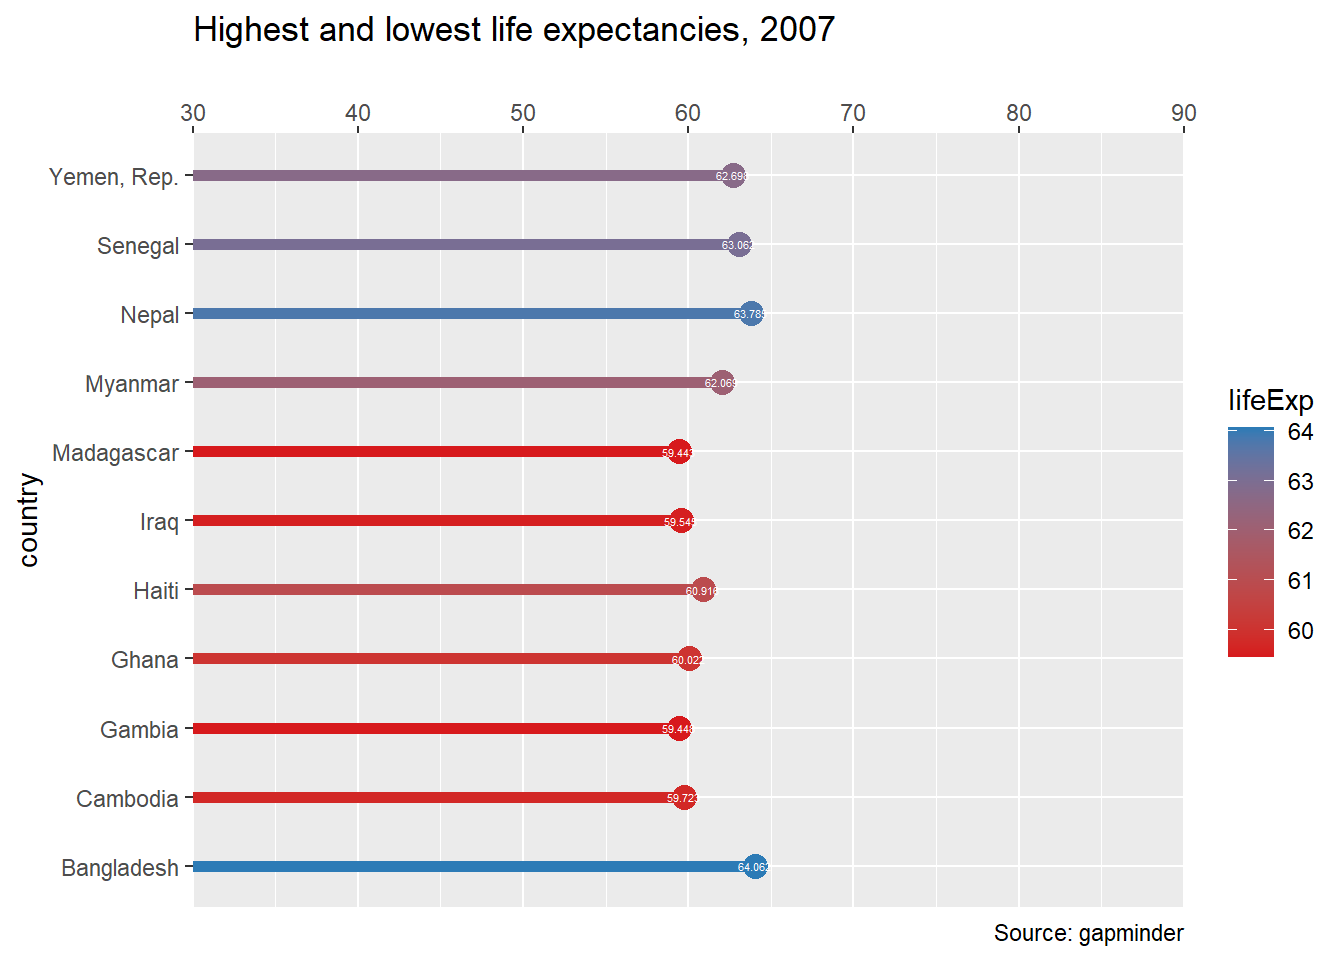 Highest and lowest life expectancies, 2007
30 40 50 60 70 80 90
Yemen, Rep. 62.698
Senegal 63.062
Nepal 63.785
Myanmar 62.069
Madagascar 59.443
Iraq 59.545
Haiti 60.916
Ghana 60.022
Gambia 59.448
Cambodia 59.723
Bangladesh 64.062
country
lifeExp
64
63
62
61
60
Source: gapminder